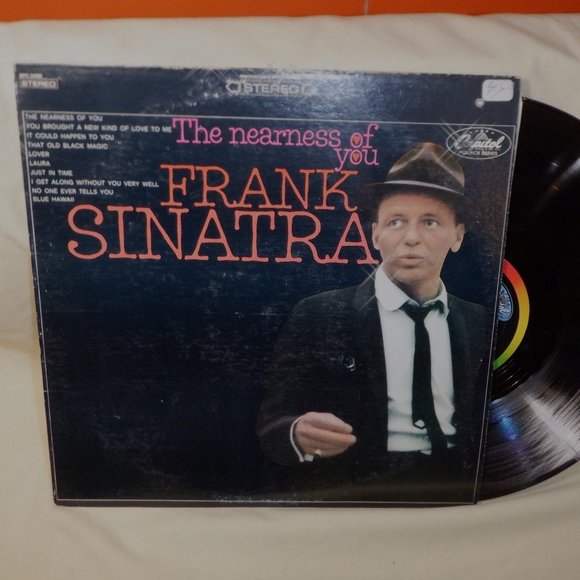 STEREO
STEREO
THE NEARNESS OF YOU
YOU BROUGHT A NEW KIND OF LOVE TO ME
IT COULD HAPPEN TO YOU
THAT OLD BLACK MAGIC
LOVER
LAURA
JUST IN TIME
I GET ALONG WITHOUT YOU VERY WELL
NO ONE EVER TELLS YOU
BLUE HAWAII
The nearness of
you
FRANK
SINATRA
Capitol